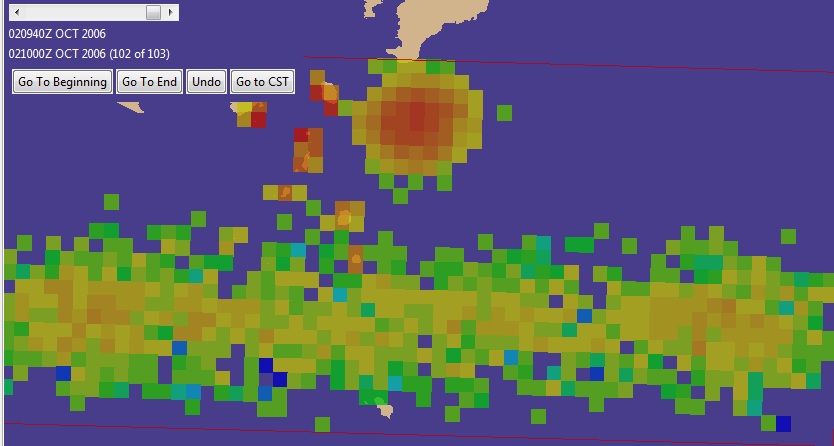 020940Z OCT 2006
021000Z OCT 2006 (102 of 103)
Go To Beginning Go To End Undo Go to CST